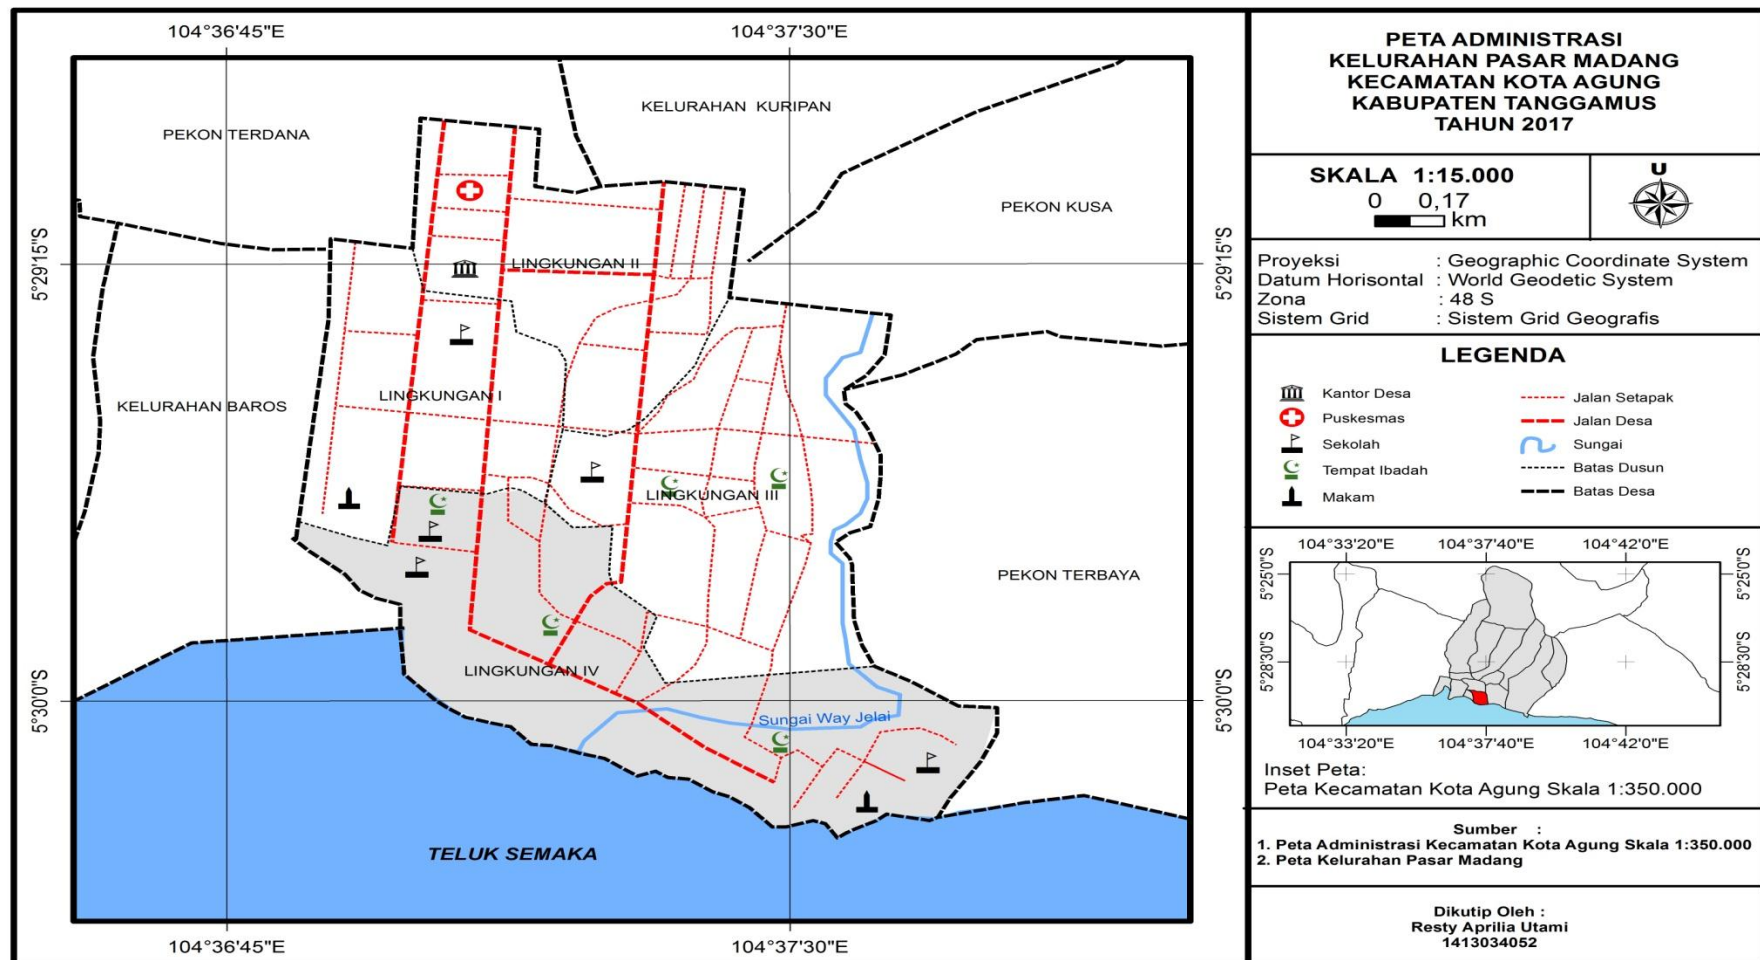 104°36'45"E
104°37'30"E
KELURAHAN KURIPAN
PEKON TERDANA
PEKON KUSA
5°29'15"S
5°29'15"S
LINGKUNGAN II
LINGKUNGAN I
KELURAHAN BAROS
LINGKUNGAN III
PEKON TERBAYA
LINGKUNGAN IV
5°30'0"S
5°30'0"S
Sungai Way Jelai
TELUK SEMAKA
104°36'45"E
104°37'30"E
PETA ADMINISTRASI
KELURAHAN PASAR MADANG
KECAMATAN KOTA AGUNG
KABUPATEN TANGGAMUS
TAHUN 2017
SKALA 1:15.000
0 0,17
km
U
Proyeksi : Geographic Coordinate System
Datum Horisontal : World Geodetic System
Zona : 48 S
Sistem Grid : Sistem Grid Geografis
LEGENDA
Kantor Desa
Puskesmas
Sekolah
Tempat Ibadah
Makam
Jalan Setapak
Jalan Desa
Sungai
Batas Dusun
Batas Desa
104°33'20"E 104°37'40"E 104°42'0"E
5°25'0"S
5°25'0"S
5°28'30"S
5°28'30"S
104°33'20"E 104°37'40"E 104°42'0"E
Inset Peta:
Peta Kecamatan Kota Agung Skala 1:350.000
Sumber :
1. Peta Administrasi Kecamatan Kota Agung Skala 1:350.000
2. Peta Kelurahan Pasar Madang
Dikutip Oleh :
Resty Aprilia Utami
1413034052